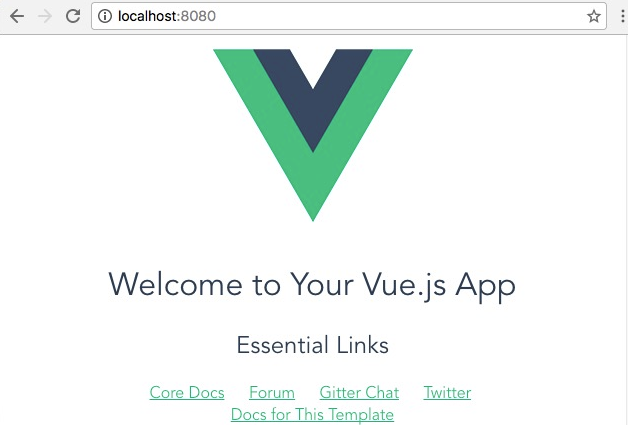 localhost:8080
Welcome to Your Vue.js App
Essential Links
Core Docs Forum Gitter Chat Twitter
Docs for This Template